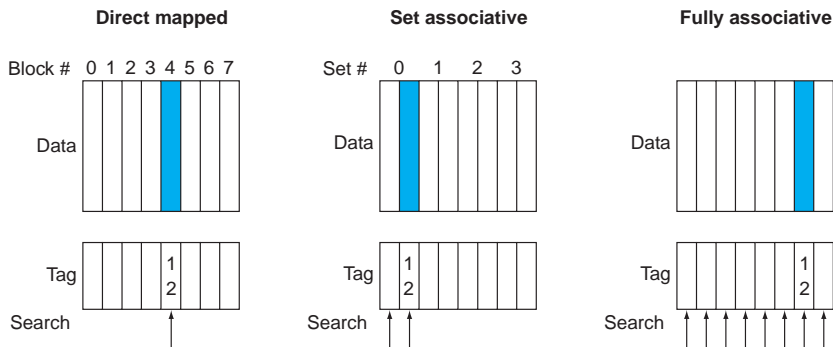 Direct mapped
Set associative
Fully associative
Block # 0 1 2 3 4 5 6 7
Set # 0 1 2 3
Data
Data
Data
Tag
1
2
Tag
1
2
Tag
1
2
Search
Search
Search